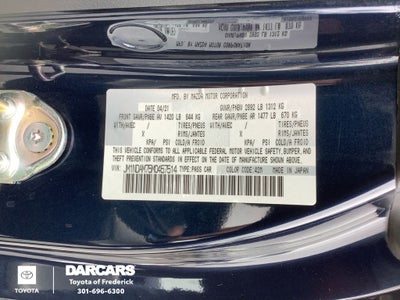 MFD. BY MAZDA MOTOR CORPORATION
DATE 04/21 GVWR/PNBV 2892 LB 1312 KG
FRONT GAWR/PNBE AV 1420 LB 644 KG REAR GAWR/PNBE AR 1477 LB 670 KG
X TIRES/PNEUS X TIRES/PNEUS
X RIMS/JANTES X RIMS/JANTES
KPA/ PSI COLD/A FROID KPA/ PSI COLD/A FROID
THIS VEHICLE CONFORMS TO ALL
APPLICABLE FEDERAL MOTOR VEHICLE SAFETY, BUMPER, AND
THEFT PREVENTION STANDARDS IN EFFECT ON THE DATE OF
MANUFACTURE SHOWN ABOVE.
VIN: TYPE:PASS CAR COLOR CODE:42M MADE IN JAPAN
TOYOTA
DARCARS
Toyota of Frederick
301-696-6300